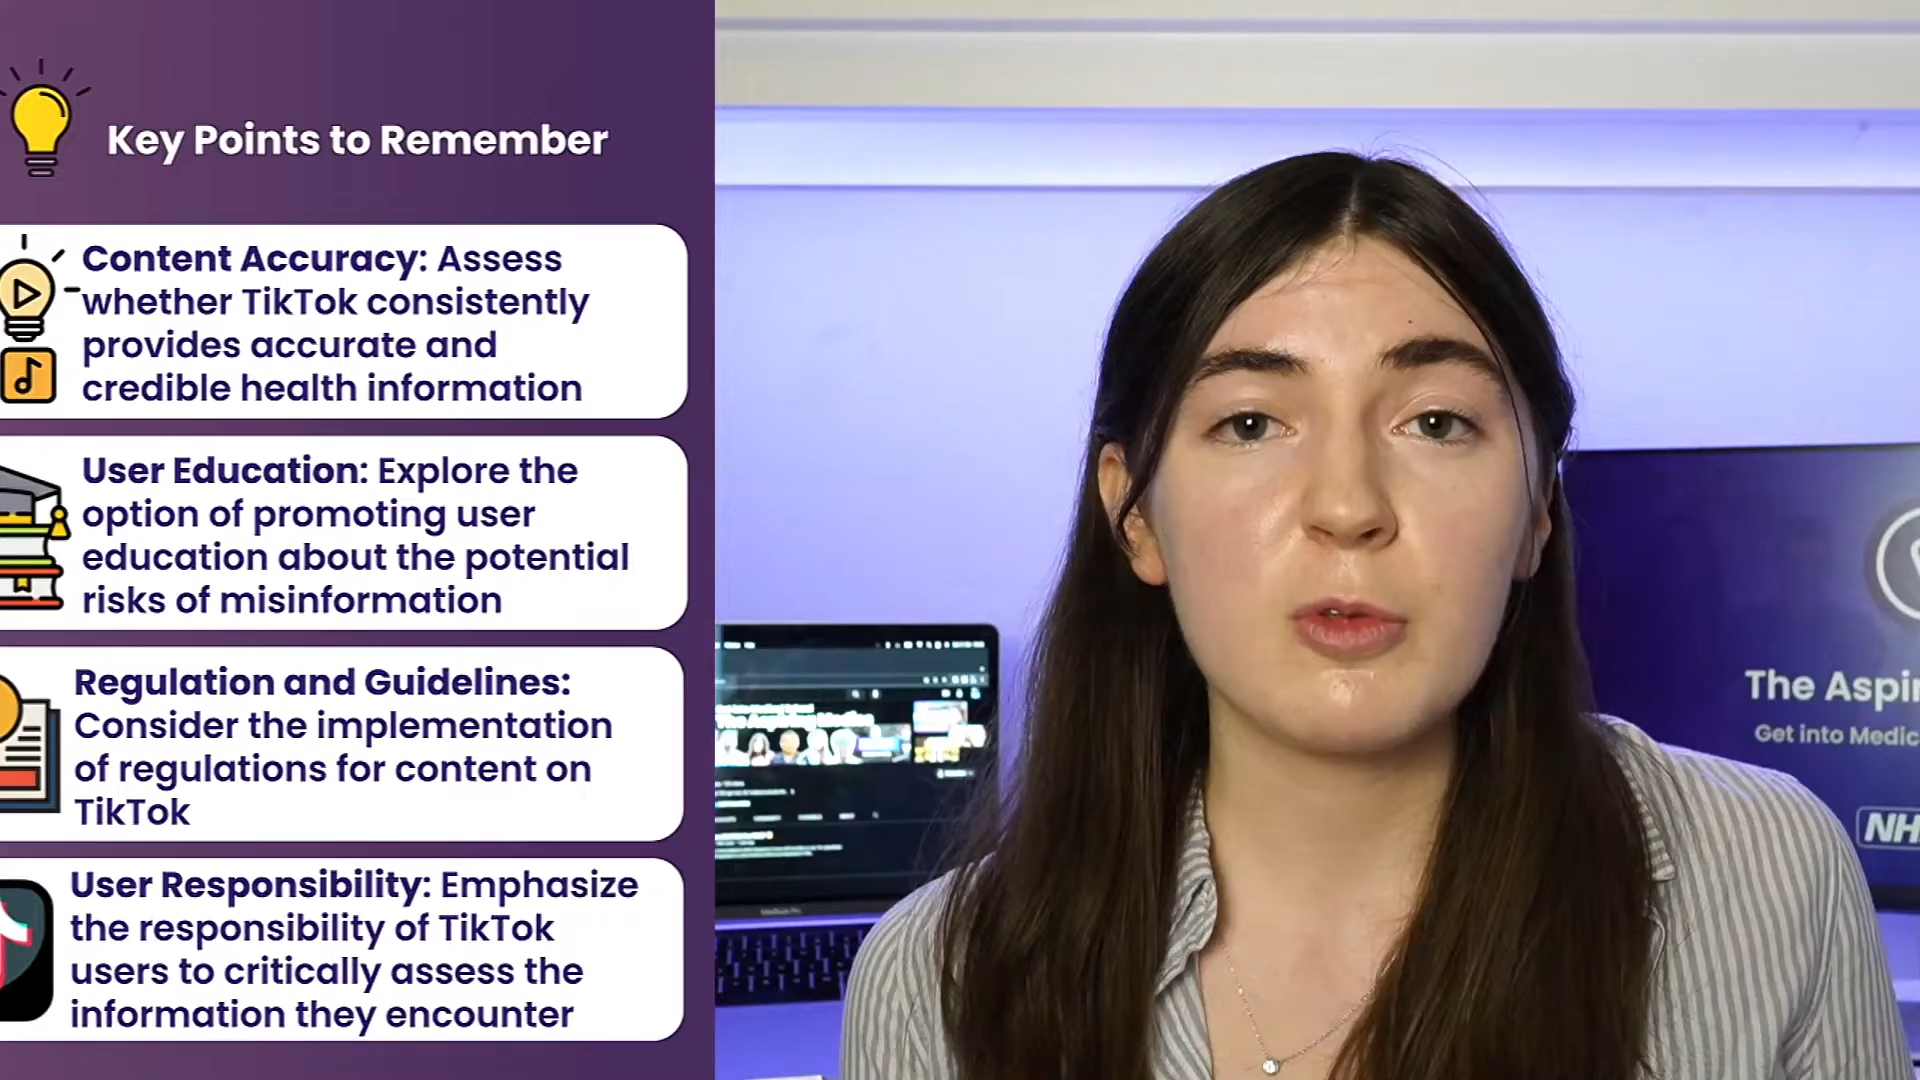 Key Points to Remember
Content Accuracy: Assess
whether TikTok consistently
provides accurate and
credible health information
User Education: Explore the
option of promoting user
education about the potential
risks of misinformation
Regulation and Guidelines:
Consider the implementation
of regulations for content on
TikTok
User Responsibility: Emphasize
the responsibility of TikTok
users to critically assess the
information they encounter
The Aspir
Get into Medic
NH